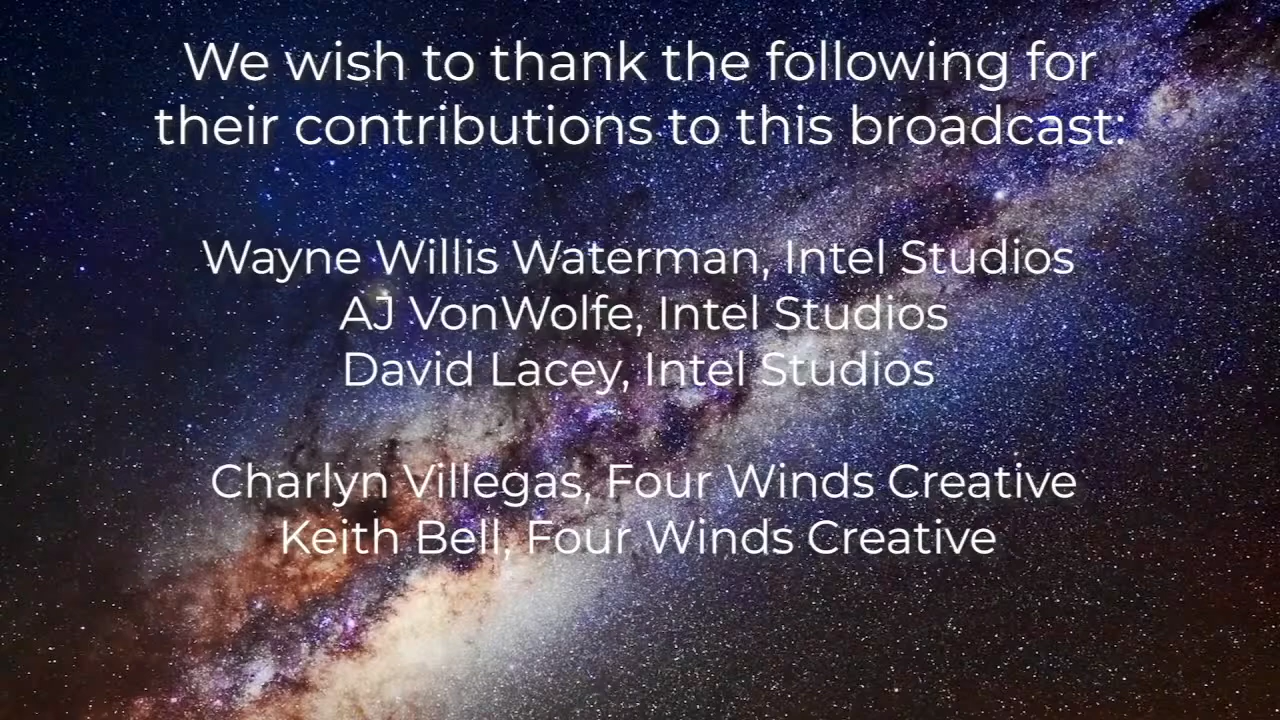 We wish to thank the following for
their contributions to this broadcast:
Wayne Willis Waterman, Intel Studios
AJ VonWolfe, Intel Studios
David Lacey, Intel Studios
Charlyn Villegas, Four Winds Creative
Keith Bell, Four Winds Creative